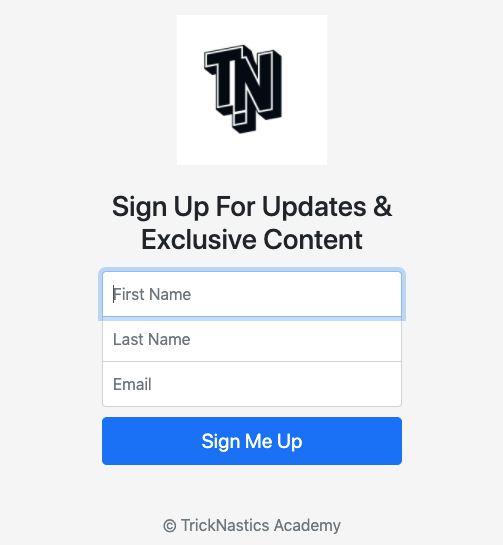 TN
Sign Up For Updates &
Exclusive Content
First Name
Last Name
Email
Sign Me Up
© TrickNastics Academy